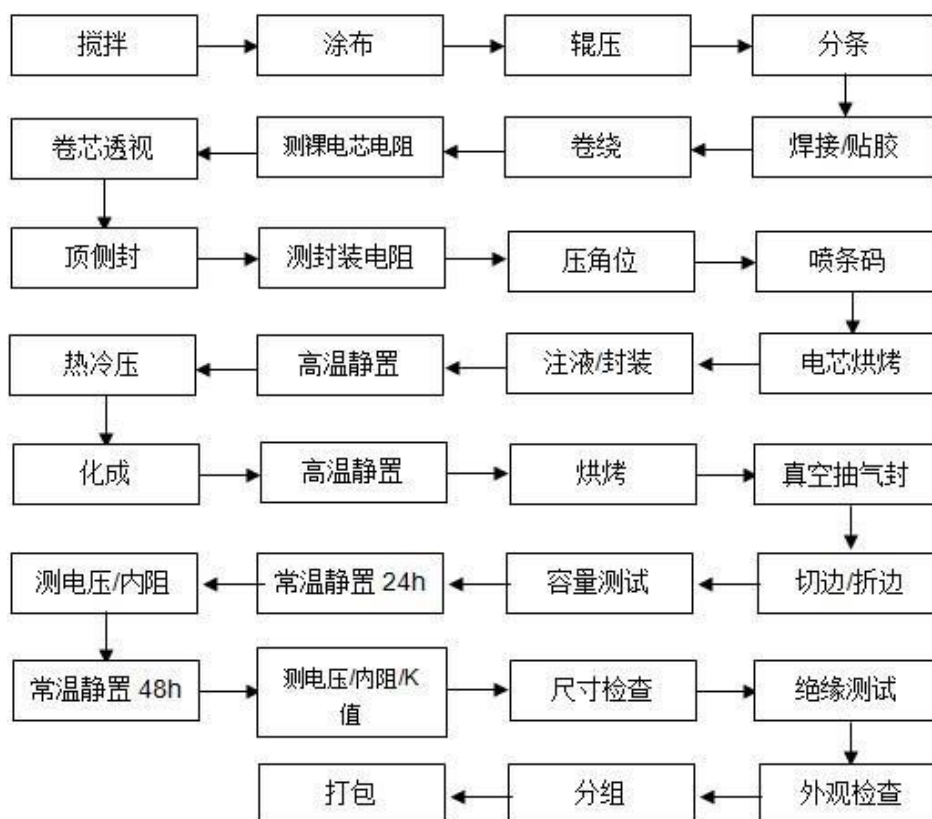 搅拌
涂布
辊压
分条
焊接/贴胶
卷绕
测裸电芯电阻
卷芯透视
顶侧封
测封装电阻
压角位
喷条码
电芯烘烤
注液/封装
高温静置
热冷压
化成
高温静置
烘烤
真空抽气封
切边/折边
容量测试
常温静置 24h
测电压/内阻
常温静置 48h
测电压/内阻/K
值
尺寸检查
绝缘测试
外观检查
分组
打包